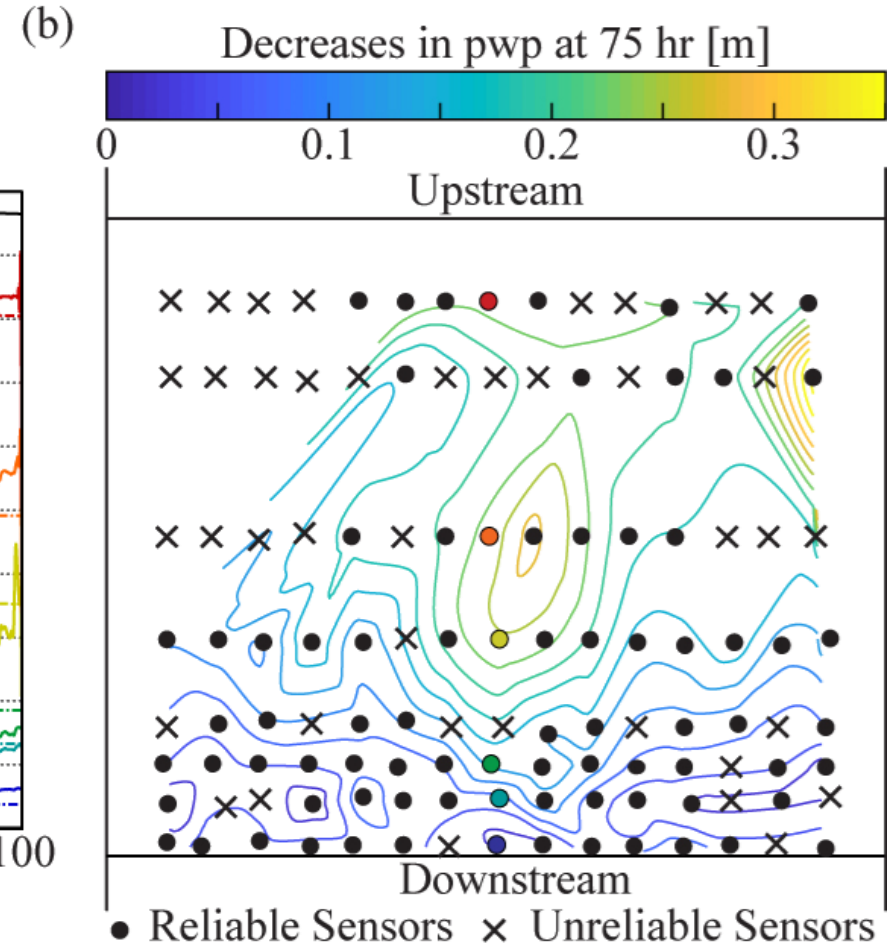 (b)
Decreases in pwp at 75 hr [m]
0 0.1 0.2 0.3
Upstream
100
Downstream
● Reliable Sensors × Unreliable Sensors